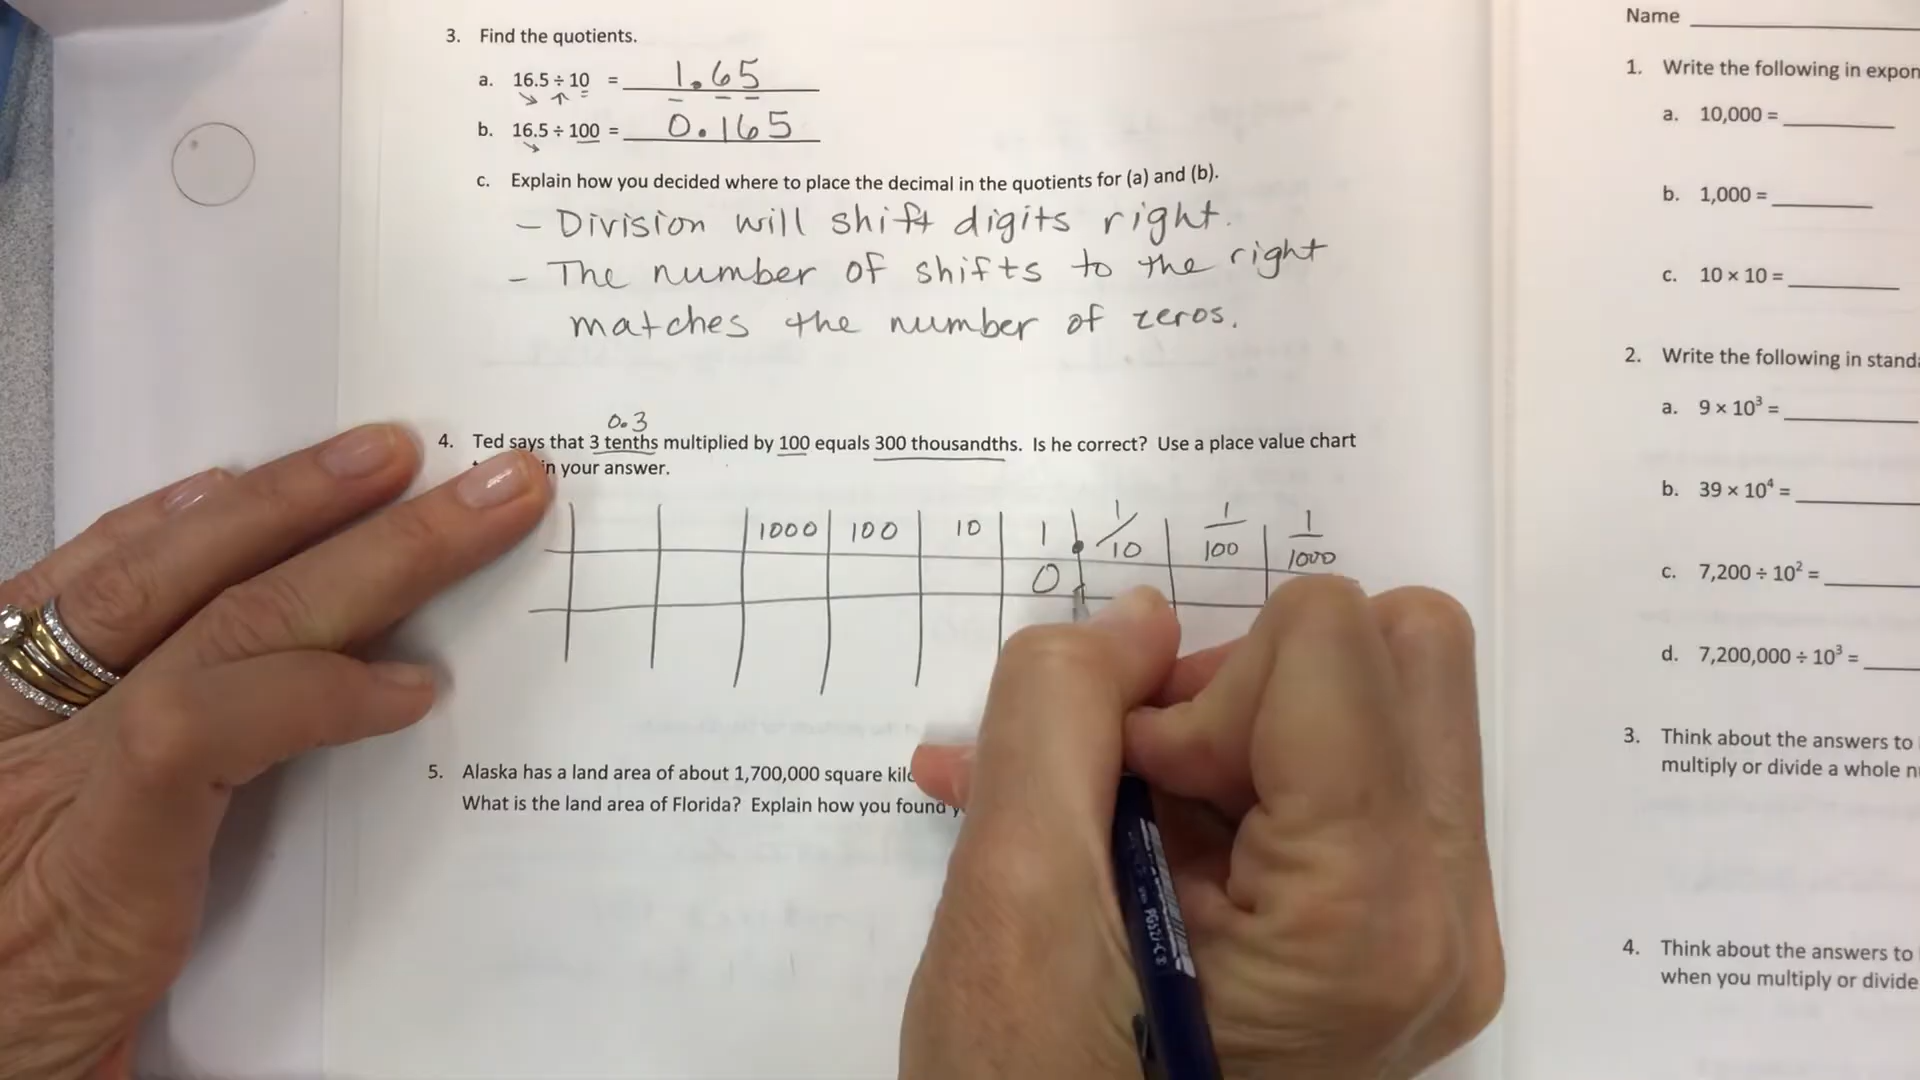 3. Find the quotients.
a. 16.5 ÷ 10 = 1.65
b. 16.5 ÷ 100 = 0.165
c. Explain how you decided where to place the decimal in the quotients for (a) and (b).
– Division will shift digits right.
– The number of shifts to the right
matches the number of zeros.
0.3
4. Ted says that 3 tenths multiplied by 100 equals 300 thousandths. Is he correct? Use a place value chart
in your answer.
1000 100 10 1 . 1/10 1/100 1/1000
0
5. Alaska has a land area of about 1,700,000 square
What is the land area of Florida? Explain how you found
Name
1. Write the following in
a. 10,000 =
b. 1,000 =
c. 10 × 10 =
2. Write the following in
a. 9 × 10³ =
b. 39 × 10⁴ =
c. 7,200 ÷ 10² =
d. 7,200,000 ÷ 10³ =
3. Think about the answers to
multiply or divide a whole
4. Think about the answers to
when you multiply or divide
PG527-C